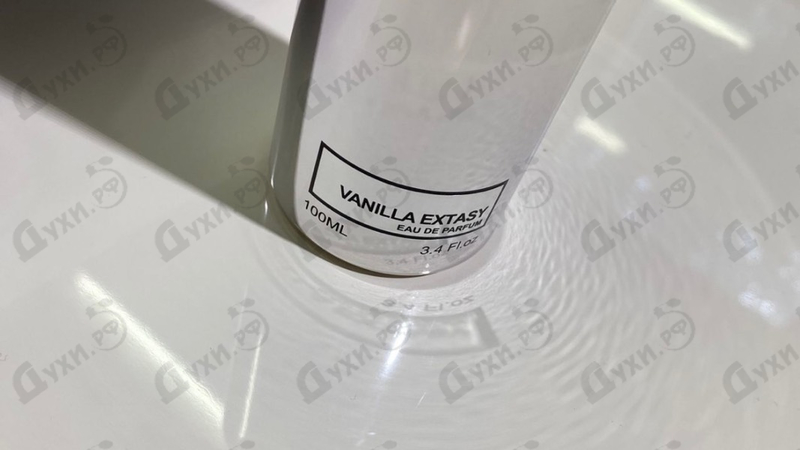 VANILLA EXTASY
EAU DE PARFUM
100ML
3.4 Fl.oz
Духи.РФ